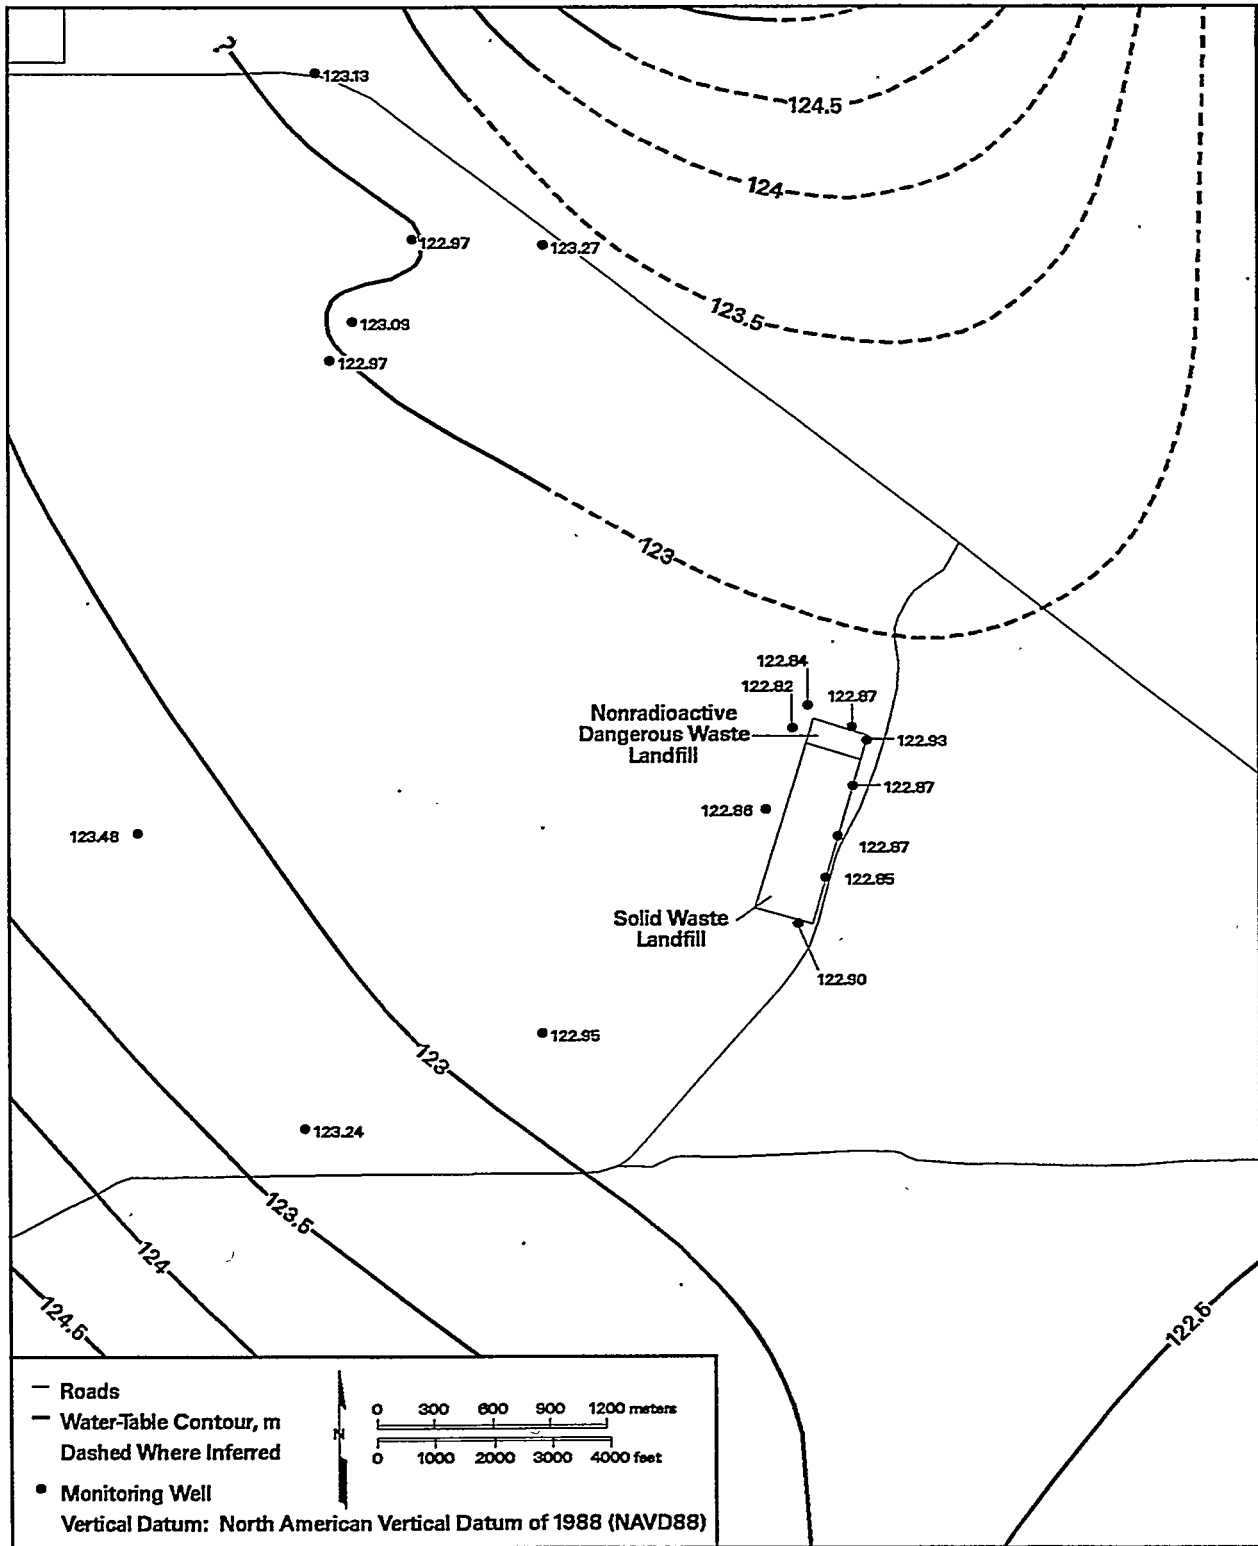 ?
123.13
124.5
124
122.97
123.27
123.5
123.09
122.97
123
122.84
122.82
122.87
Nonradioactive
Dangerous Waste
Landfill
122.93
122.87
122.86
123.48
122.87
122.85
Solid Waste
Landfill
122.90
122.95
123
123.24
123.5
124
124.5
122.5
Roads
Water-Table Contour, m
Dashed Where Inferred
Monitoring Well
Vertical Datum: North American Vertical Datum of 1988 (NAVD88)
N
0 300 600 900 1200 meters
0 1000 2000 3000 4000 feet